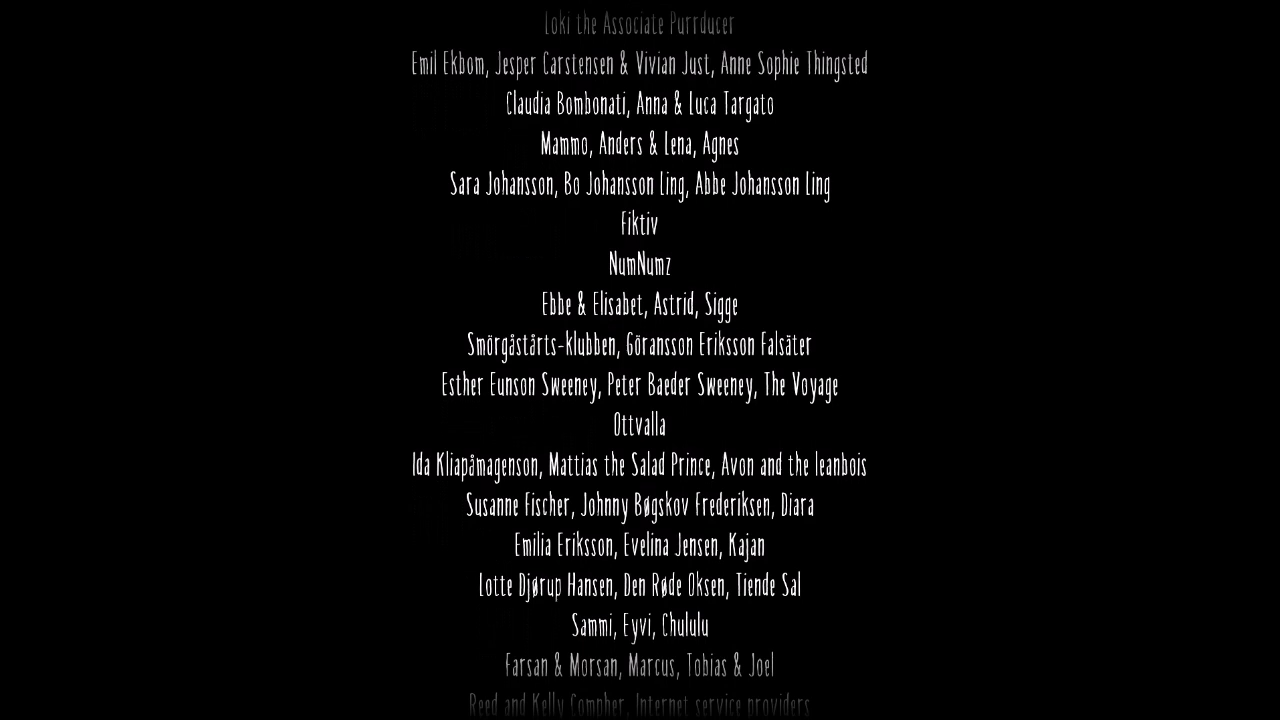 Loki the Associate Purrducer
Emil Ekbom, Jesper Carstensen & Vivian Just, Anne Sophie Thingsted
Claudia Bombonati, Anna & Luca Targato
Mammo, Anders & Lena, Agnes
Sara Johansson, Bo Johansson Ling, Abbe Johansson Ling
Fiktiv
NumNumz
Ebbe & Elisabet, Astrid, Sigge
Smörgåstårts-klubben, Göransson Eriksson Falsäter
Esther Eunson Sweeney, Peter Baeder Sweeney, The Voyage
Ottvalla
Ida Kliapåmagenson, Mattias the Salad Prince, Avon and the leanbois
Susanne Fischer, Johnny Bøgskov Frederiksen, Diara
Emilia Eriksson, Evelina Jensen, Kajan
Lotte Djørup Hansen, Den Røde Oksen, Tiende Sal
Sammi, Eyvi, Chululu
Farsan & Morsan, Marcus, Tobias & Joel
Reed and Kelly Compher, Internet service providers